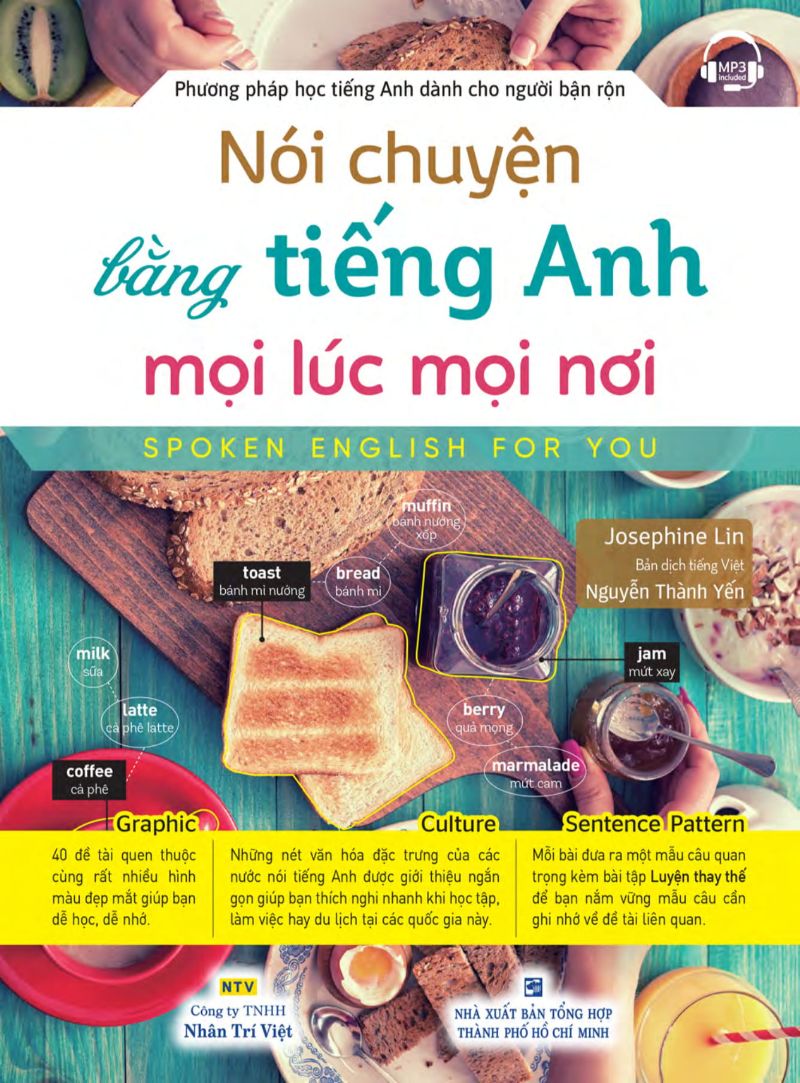 MP3
Included
Phương pháp học tiếng Anh dành cho người bận rộn
Nói chuyện
bằng tiếng Anh
mọi lúc mọi nơi
SPOKEN ENGLISH FOR YOU
muffin
bánh nướng
xốp
Josephine Lin
Bản dịch tiếng Việt
Nguyễn Thành Yến
toast
bánh mì nướng
bread
bánh mì
milk
sữa
jam
mứt xay
latte
cà phê latte
berry
quả mọng
coffee
cà phê
marmalade
mứt cam
Graphic
40 đề tài quen thuộc
cùng rất nhiều hình
màu đẹp mắt giúp bạn
dễ học, dễ nhớ.
Culture
Những nét văn hóa đặc trưng của các
nước nói tiếng Anh được giới thiệu ngắn
gọn giúp bạn thích nghi nhanh khi học tập,
làm việc hay du lịch tại các quốc gia này.
Sentence Pattern
Mỗi bài đưa ra một mẫu câu quan
trọng kèm bài tập Luyện thay thế
để bạn nắm vững mẫu câu cần
ghi nhớ về đề tài liên quan.
NTV
Công ty TNHH
Nhân Trí Việt
NHÀ XUẤT BẢN TỔNG HỢP
THÀNH PHỐ HỒ CHÍ MINH